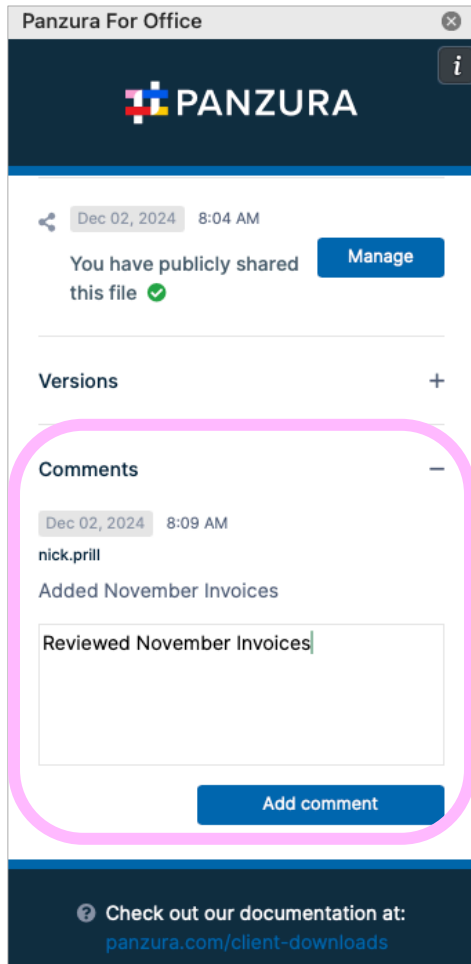 Panzura For Office
i
PANZURA
Dec 02, 2024 8:04 AM
You have publicly shared
this file
Manage
Versions
Comments
Dec 02, 2024 8:09 AM
nick.prill
Added November Invoices
Reviewed November Invoices
Add comment
? Check out our documentation at:
panzura.com/client-downloads